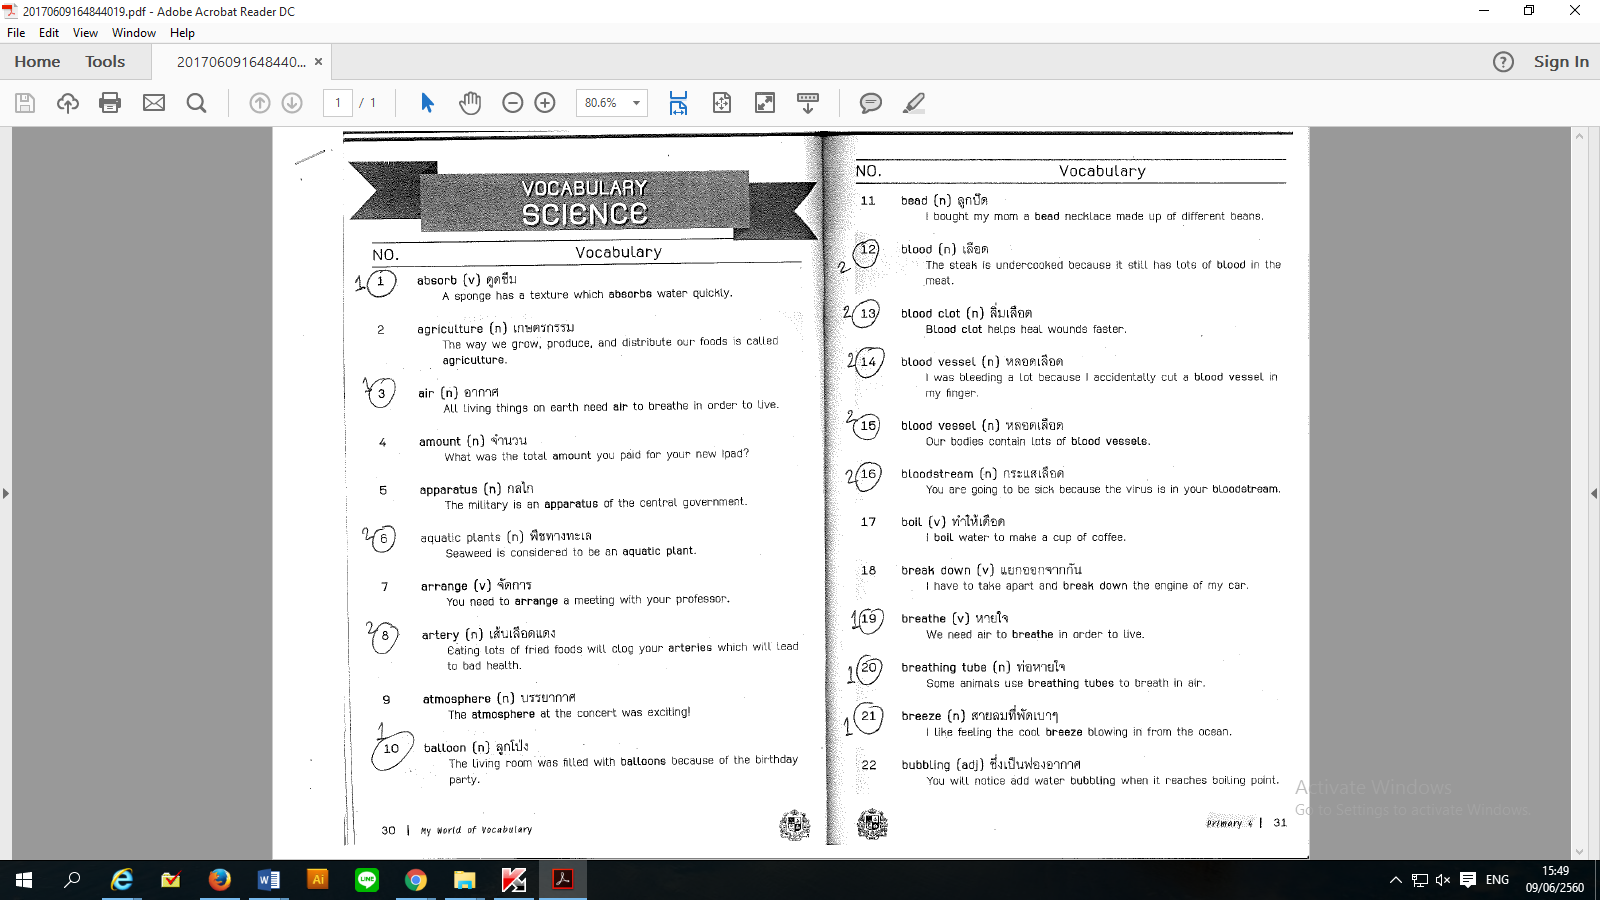 20170609164844019.pdf - Adobe Acrobat Reader DC
File Edit View Window Help
Home Tools 201706091648440... × Sign In
1 / 1 80.6%
VOCABULARY
SCIENCE
NO. Vocabulary
1 1 absorb (v) ดูดซึม
A sponge has a texture which absorbs water quickly.
2 agriculture (n) เกษตรกรรม
The way we grow, produce, and distribute our foods is called
agriculture.
1 3 air (n) อากาศ
All living things on earth need air to breathe in order to live.
4 amount (n) จำนวน
What was the total amount you paid for your new Ipad?
5 apparatus (n) กลไก
The military is an apparatus of the central government.
2 6 aquatic plants (n) พืชทางทะเล
Seaweed is considered to be an aquatic plant.
7 arrange (v) จัดการ
You need to arrange a meeting with your professor.
2 8 artery (n) เส้นเลือดแดง
Eating lots of fried foods will clog your arteries which will lead
to bad health.
9 atmosphere (n) บรรยากาศ
The atmosphere at the concert was exciting!
1 10 balloon (n) ลูกโป่ง
The living room was filled with balloons because of the birthday
party.
30 | My World of Vocabulary
NO. Vocabulary
11 bead (n) ลูกปัด
I bought my mom a bead necklace made up of different beans.
2 12 blood (n) เลือด
The steak is undercooked because it still has lots of blood in the
meat.
2 13 blood clot (n) ลิ่มเลือด
Blood clot helps heal wounds faster.
2 14 blood vessel (n) หลอดเลือด
I was bleeding a lot because I accidentally cut a blood vessel in
my finger.
2 15 blood vessel (n) หลอดเลือด
Our bodies contain lots of blood vessels.
2 16 bloodstream (n) กระแสเลือด
You are going to be sick because the virus is in your bloodstream.
17 boil (v) ทำให้เดือด
I boil water to make a cup of coffee.
18 break down (v) แยกออกจากกัน
I have to take apart and break down the engine of my car.
1 19 breathe (v) หายใจ
We need air to breathe in order to live.
1 20 breathing tube (n) ท่อหายใจ
Some animals use breathing tubes to breath in air.
1 21 breeze (n) สายลมที่พัดเบาๆ
I like feeling the cool breeze blowing in from the ocean.
22 bubbling (adj) ซึ่งเป็นฟองอากาศ
You will notice add water bubbling when it reaches boiling point.
Primary 4 | 31
Activate Windows
Go to Settings to activate Windows.
ENG
15:49
09/06/2560